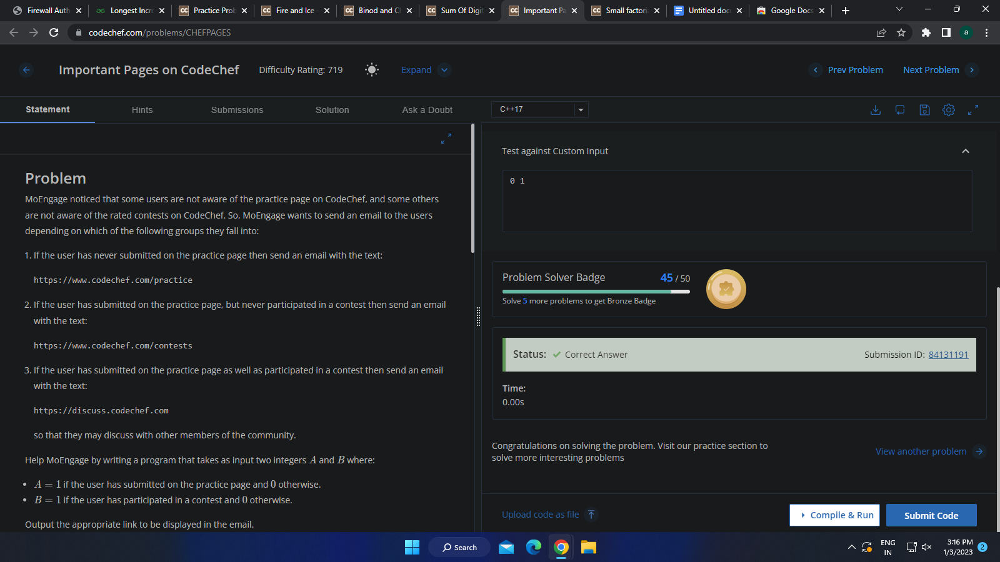 Firewall Auth
Longest Incre
Practice Prob
Fire and Ice -
Binod and Ch
Sum Of Digit
Important Pa
Small factoria
Untitled doc
Google Docs
codechef.com/problems/CHEFPAGES
a
Important Pages on CodeChef
Difficulty Rating: 719
Expand
Prev Problem
Next Problem
Statement
Hints
Submissions
Solution
Ask a Doubt
C++17
Problem
MoEngage noticed that some users are not aware of the practice page on CodeChef, and some others
are not aware of the rated contests on CodeChef. So, MoEngage wants to send an email to the users
depending on which of the following groups they fall into:
1. If the user has never submitted on the practice page then send an email with the text:
https://www.codechef.com/practice
2. If the user has submitted on the practice page, but never participated in a contest then send an email
with the text:
https://www.codechef.com/contests
3. If the user has submitted on the practice page as well as participated in a contest then send an email
with the text:
https://discuss.codechef.com
so that they may discuss with other members of the community.
Help MoEngage by writing a program that takes as input two integers A and B where:
• A = 1 if the user has submitted on the practice page and 0 otherwise.
• B = 1 if the user has participated in a contest and 0 otherwise.
Output the appropriate link to be displayed in the email.
Test against Custom Input
0 1
Problem Solver Badge 45 / 50
Solve 5 more problems to get Bronze Badge
Status: Correct Answer Submission ID: 84131191
Time:
0.00s
Congratulations on solving the problem. Visit our practice section to
solve more interesting problems
View another problem
Upload code as file
Compile & Run
Submit Code
Search
ENG
IN
3:16 PM
1/3/2023
2